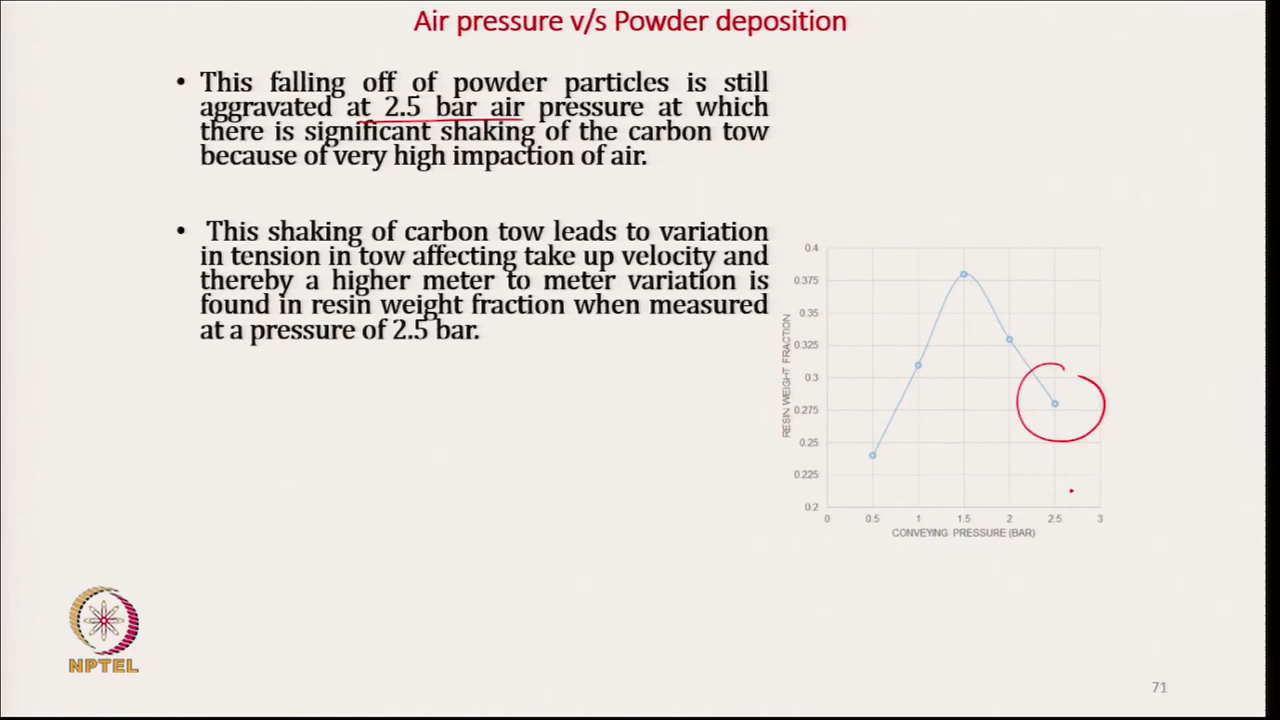 Air pressure v/s Powder deposition
• This falling off of powder particles is still
aggravated at 2.5 bar air pressure at which
there is significant shaking of the carbon tow
because of very high impaction of air.
• This shaking of carbon tow leads to variation
in tension in tow affecting take up velocity and
thereby a higher meter to meter variation is
found in resin weight fraction when measured
at a pressure of 2.5 bar.
RESIN WEIGHT FRACTION
0.4
0.375
0.35
0.325
0.3
0.275
0.25
0.225
0.2
0 0.5 1 1.5 2 2.5 3
CONVEYING PRESSURE (BAR)
NPTEL
71